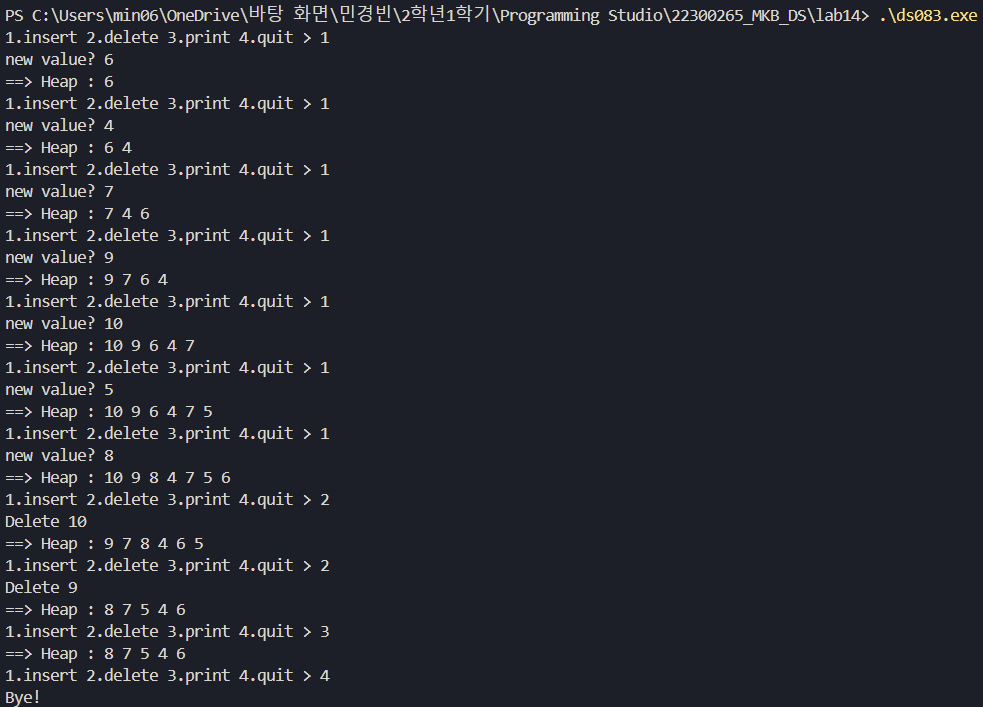 PS C:\Users\min06\OneDrive\바탕 화면\민경빈\2학년1학기\Programming Studio\22300265_MKB_DS\lab14> .\ds083.exe
1.insert 2.delete 3.print 4.quit > 1
new value? 6
==> Heap : 6
1.insert 2.delete 3.print 4.quit > 1
new value? 4
==> Heap : 6 4
1.insert 2.delete 3.print 4.quit > 1
new value? 7
==> Heap : 7 4 6
1.insert 2.delete 3.print 4.quit > 1
new value? 9
==> Heap : 9 7 6 4
1.insert 2.delete 3.print 4.quit > 1
new value? 10
==> Heap : 10 9 6 4 7
1.insert 2.delete 3.print 4.quit > 1
new value? 5
==> Heap : 10 9 6 4 7 5
1.insert 2.delete 3.print 4.quit > 1
new value? 8
==> Heap : 10 9 8 4 7 5 6
1.insert 2.delete 3.print 4.quit > 2
Delete 10
==> Heap : 9 7 8 4 6 5
1.insert 2.delete 3.print 4.quit > 2
Delete 9
==> Heap : 8 7 5 4 6
1.insert 2.delete 3.print 4.quit > 3
==> Heap : 8 7 5 4 6
1.insert 2.delete 3.print 4.quit > 4
Bye!